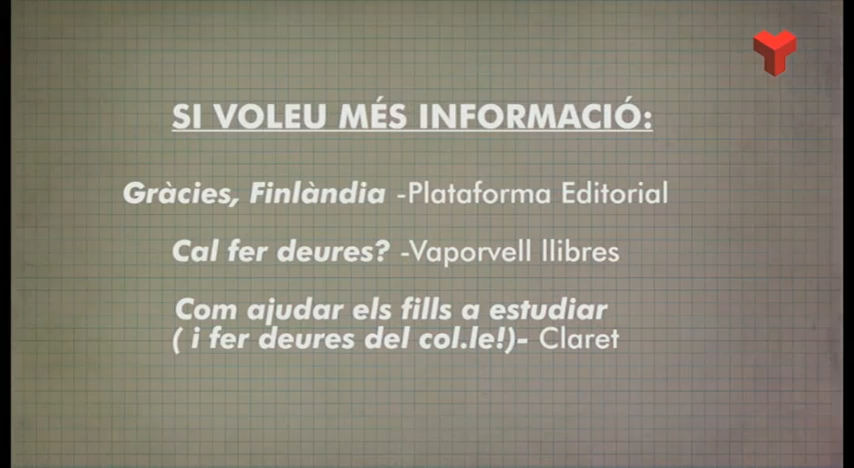 SI VOLEU MÉS INFORMACIÓ:
Gràcies, Finlàndia -Plataforma Editorial
Cal fer deures? -Vaporvell llibres
Com ajudar els fills a estudiar
( i fer deures del col.le!)- Claret